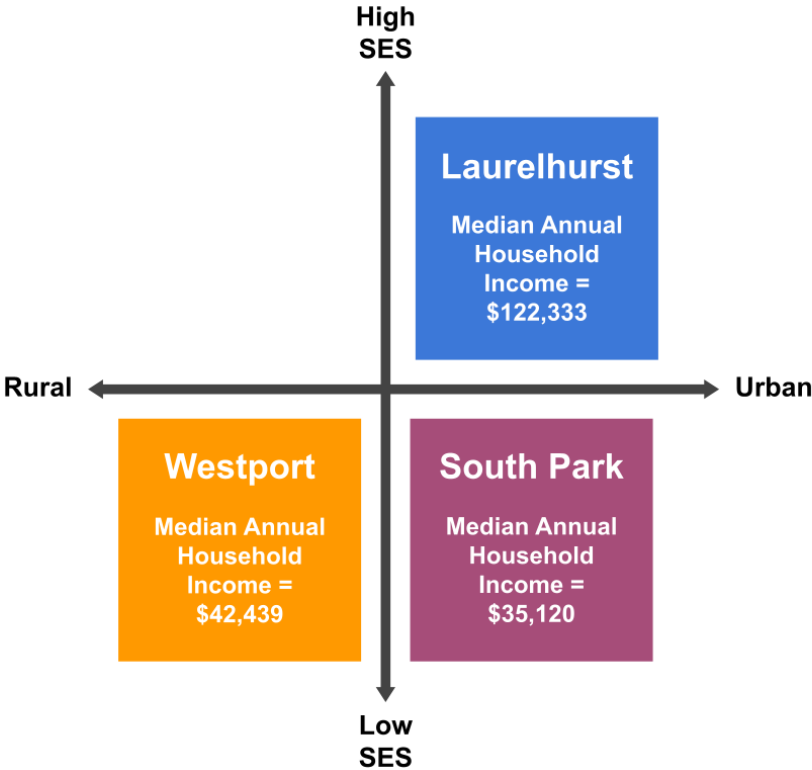 High
SES
Laurelhurst
Median Annual
Household
Income =
$122,333
Rural
Urban
Westport
Median Annual
Household
Income =
$42,439
South Park
Median Annual
Household
Income =
$35,120
Low
SES